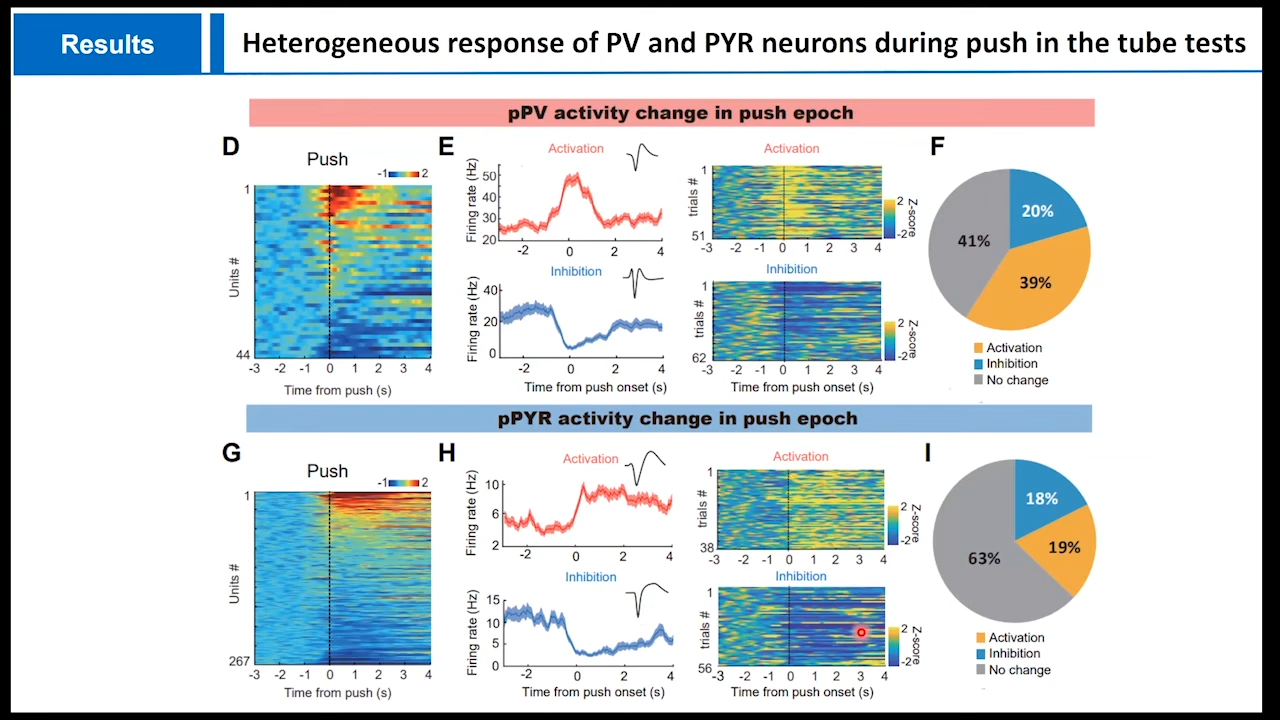 Results
Heterogeneous response of PV and PYR neurons during push in the tube tests
pPV activity change in push epoch
D
Push
-1 2
1
Units #
44
-3 -2 -1 0 1 2 3 4
Time from push (s)
E
Activation
Firing rate (Hz)
50
40
30
20
-2 0 2 4
Inhibition
Firing rate (Hz)
40
20
0
-2 0 2 4
Time from push onset (s)
Activation
trials #
1
51
-3 -2 -1 0 1 2 3 4
2
-2
Z-score
Inhibition
trials #
1
62
-3 -2 -1 0 1 2 3 4
Time from push onset (s)
2
-2
Z-score
F
20%
41%
39%
Activation
Inhibition
No change
pPYR activity change in push epoch
G
Push
-1 2
1
Units #
267
-3 -2 -1 0 1 2 3 4
Time from push (s)
H
Activation
Firing rate (Hz)
10
6
2
-2 0 2 4
Inhibition
Firing rate (Hz)
15
10
5
0
-2 0 2 4
Time from push onset (s)
Activation
trials #
1
38
-3 -2 -1 0 1 2 3 4
2
-2
Z-score
Inhibition
trials #
1
56
-3 -2 -1 0 1 2 3 4
Time from push onset (s)
2
-2
Z-score
I
18%
19%
63%
Activation
Inhibition
No change